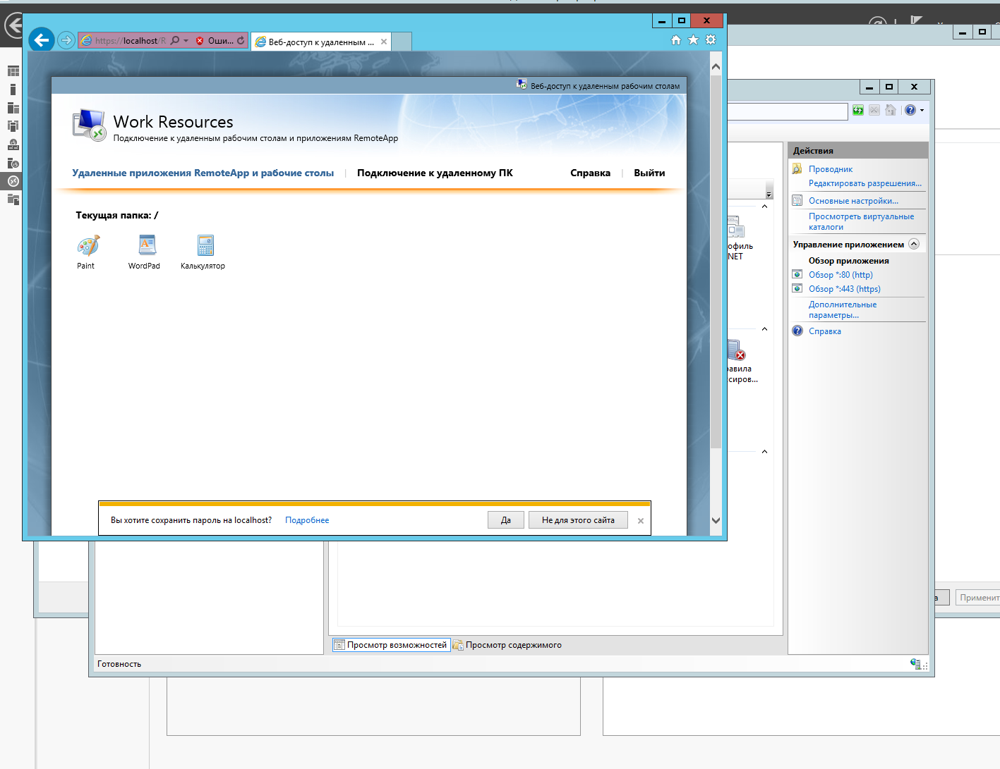 https://localhost/R
Оши...
Веб-доступ к удаленным ...
Веб-доступ к удаленным рабочим столам
Work Resources
Подключение к удаленным рабочим столам и приложениям RemoteApp
Удаленные приложения RemoteApp и рабочие столы
Подключение к удаленному ПК
Справка
Выйти
Текущая папка: /
Paint
WordPad
Калькулятор
Вы хотите сохранить пароль на localhost?
Подробнее
Да
Не для этого сайта
офиль
NET
авила
сиров...
Действия
Проводник
Редактировать разрешения...
Основные настройки...
Просмотреть виртуальные
каталоги
Управление приложением
Обзор приложения
Обзор *:80 (http)
Обзор *:443 (https)
Дополнительные
параметры...
Справка
а
Применит
Просмотр возможностей
Просмотр содержимого
Готовность